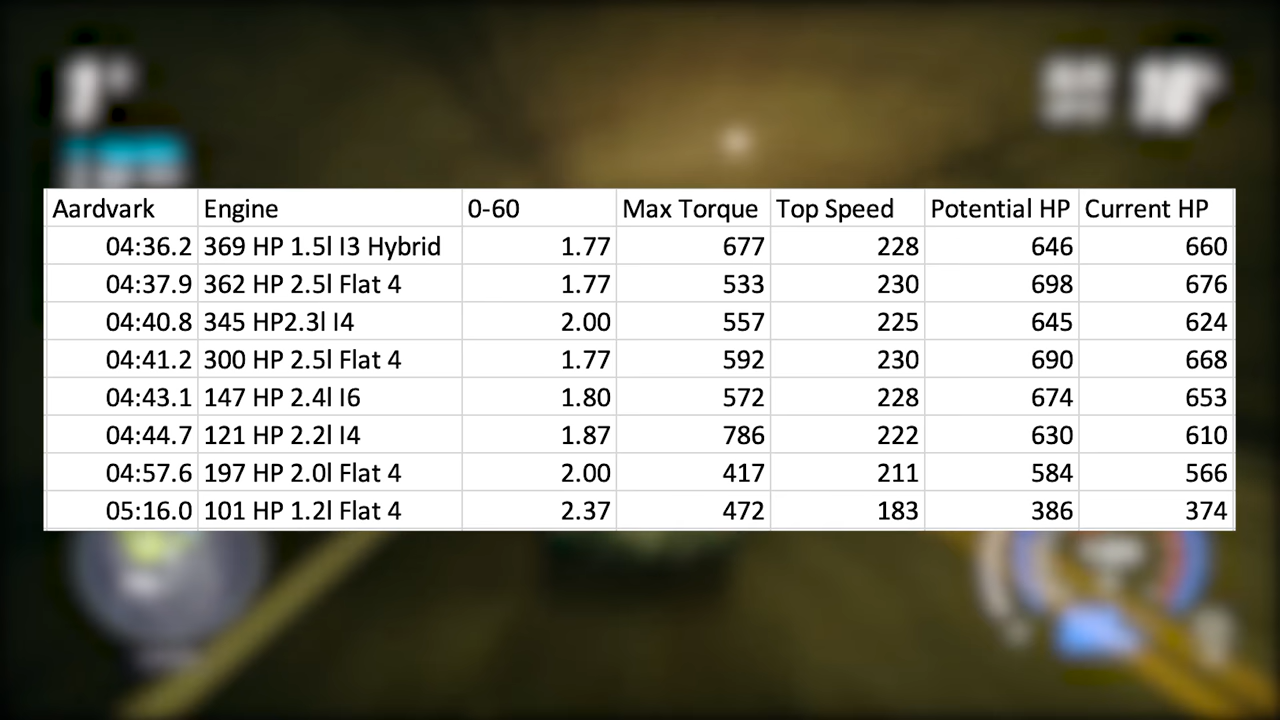 Aardvark Engine 0-60 Max Torque Top Speed Potential HP Current HP
04:36.2 369 HP 1.5l I3 Hybrid 1.77 677 228 646 660
04:37.9 362 HP 2.5l Flat 4 1.77 533 230 698 676
04:40.8 345 HP2.3l I4 2.00 557 225 645 624
04:41.2 300 HP 2.5l Flat 4 1.77 592 230 690 668
04:43.1 147 HP 2.4l I6 1.80 572 228 674 653
04:44.7 121 HP 2.2l I4 1.87 786 222 630 610
04:57.6 197 HP 2.0l Flat 4 2.00 417 211 584 566
05:16.0 101 HP 1.2l Flat 4 2.37 472 183 386 374